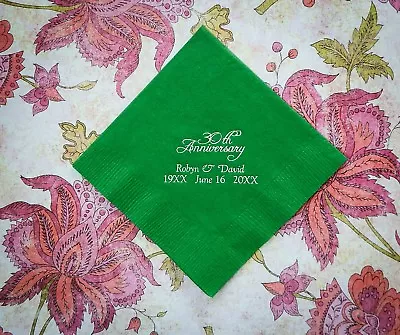 30th
Anniversary
Robyn & David
19XX June 16 20XX